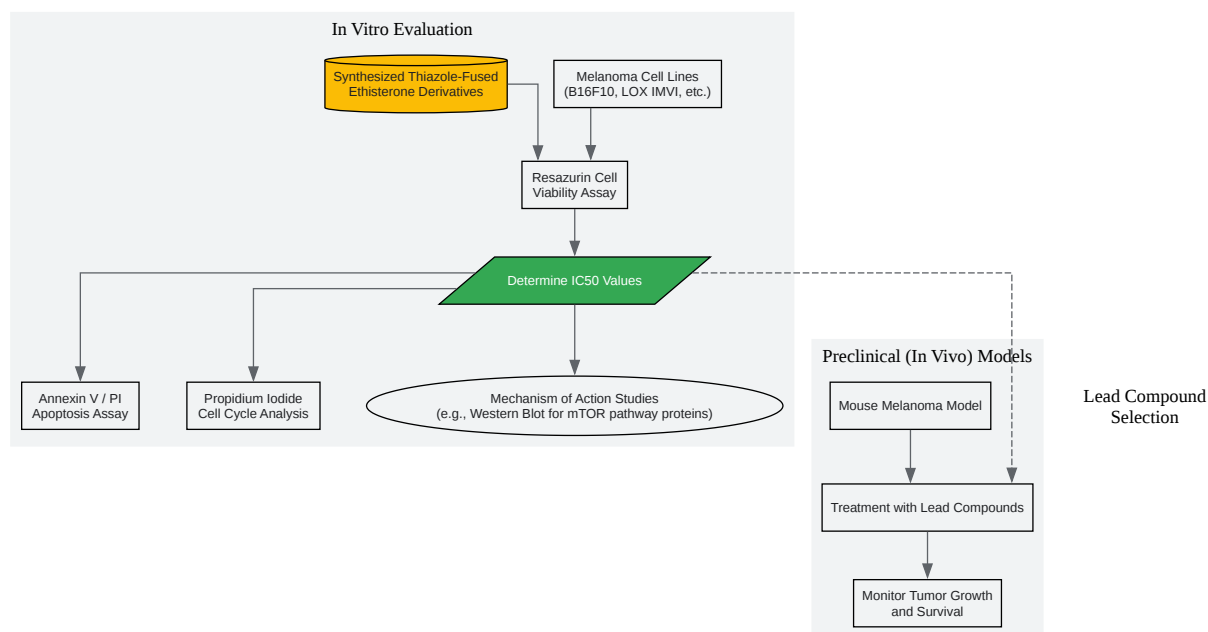 In Vitro Evaluation
Synthesized Thiazole-Fused
Ethisterone Derivatives
Melanoma Cell Lines
(B16F10, LOX IMVI, etc.)
Resazurin Cell
Viability Assay
Determine IC50 Values
Annexin V / PI
Apoptosis Assay
Propidium Iodide
Cell Cycle Analysis
Mechanism of Action Studies
(e.g., Western Blot for mTOR pathway proteins)
Preclinical (In Vivo) Models
Mouse Melanoma Model
Treatment with Lead Compounds
Monitor Tumor Growth
and Survival
Lead Compound
Selection